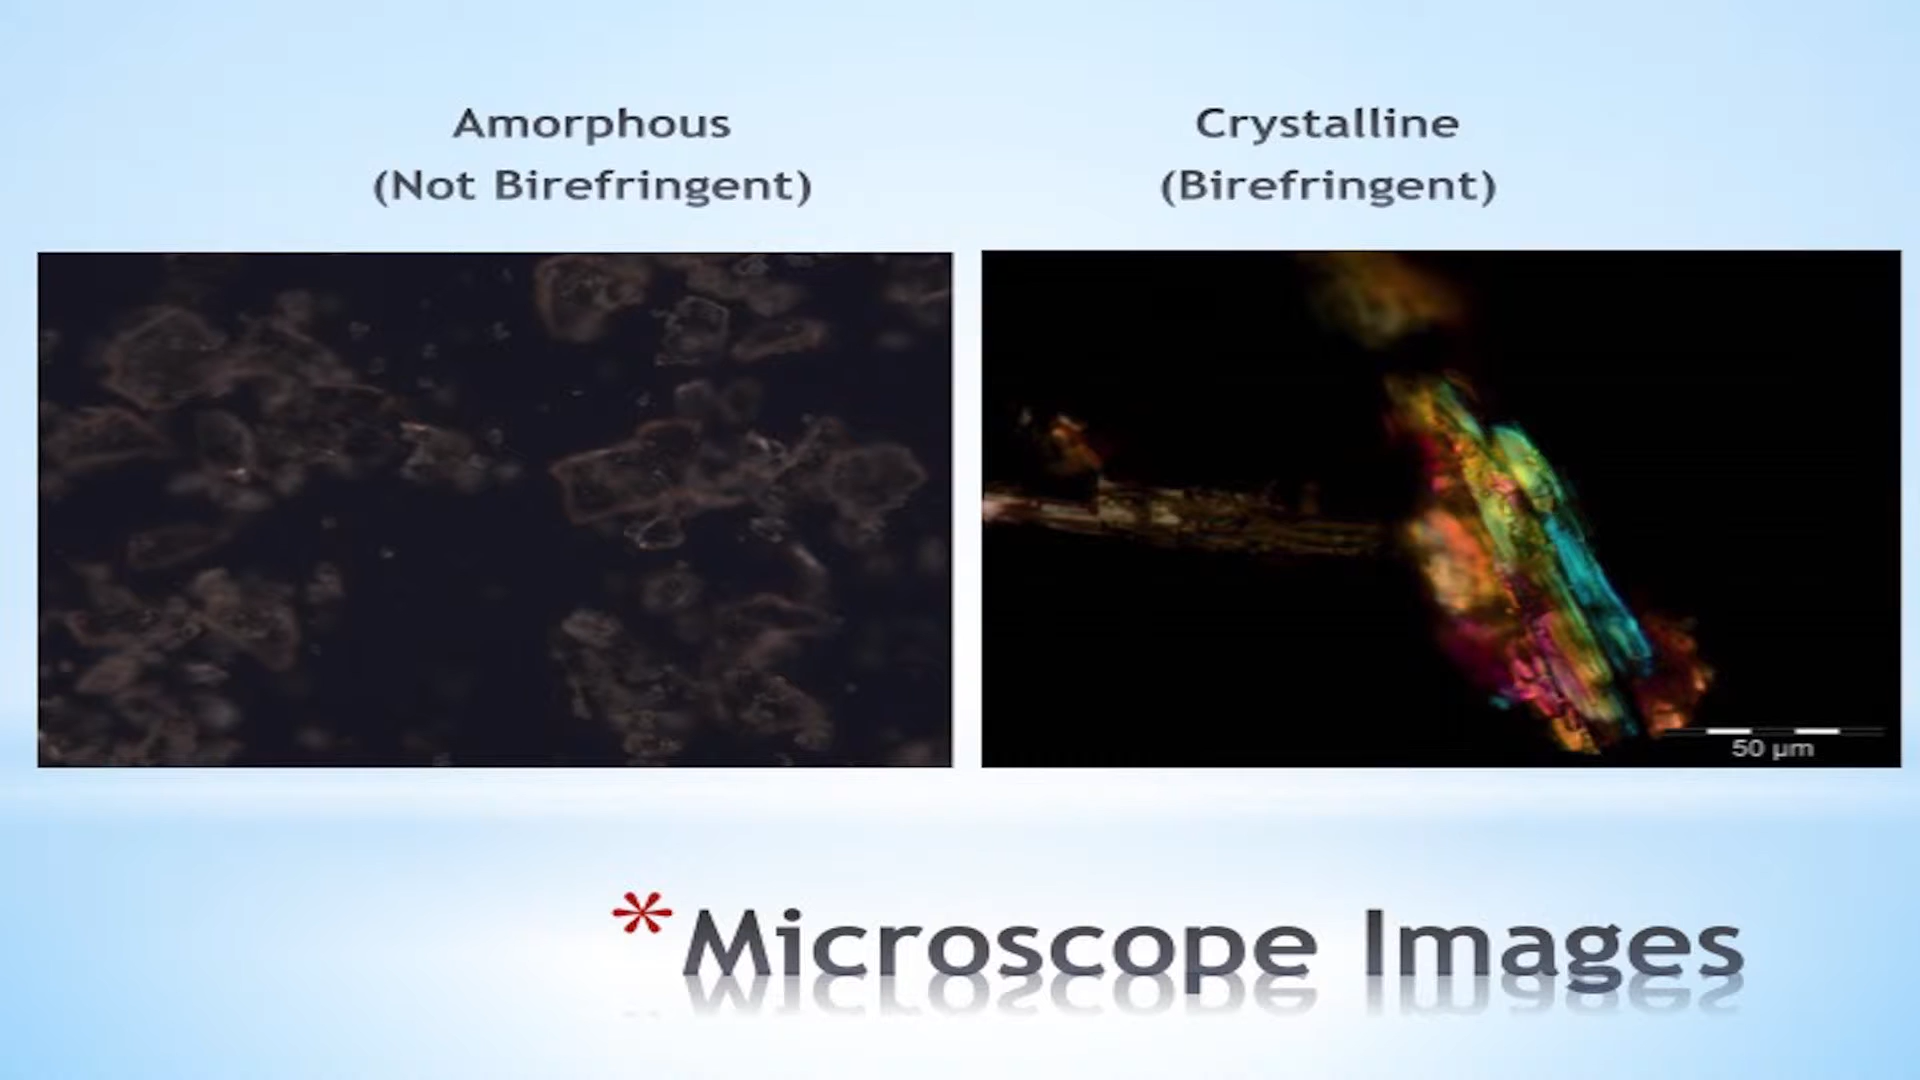 Amorphous
(Not Birefringent)
Crystalline
(Birefringent)
50 µm
*Microscope Images